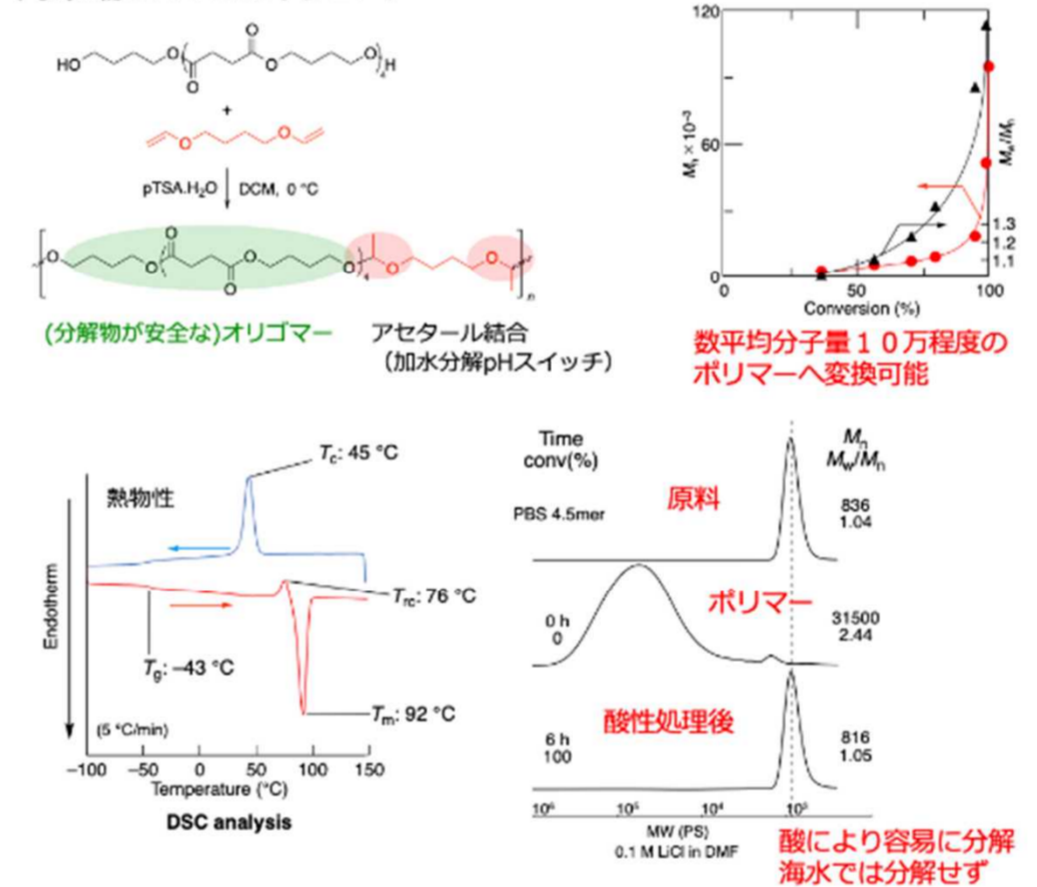 HO
O
O
O
O
O
4
H
+
O
O
pTSA.H2O
DCM, 0 °C
O
O
O
O
O
O
4
O
O
n
(分解物が安全な)オリゴマー
アセタール結合
(加水分解pHスイッチ)
120
60
0
Mn × 10-3
Mw/Mn
1.3
1.2
1.1
0
50
100
Conversion (%)
数平均分子量10万程度の
ポリマーへ変換可能
熱物性
Tc: 45 °C
Trc: 76 °C
Tg: –43 °C
Tm: 92 °C
Endotherm
(5 °C/min)
–100
–50
0
50
100
150
Temperature (°C)
DSC analysis
Time
conv(%)
Mn
Mw/Mn
PBS 4.5mer
原料
836
1.04
0 h
0
ポリマー
31500
2.44
6 h
100
酸性処理後
816
1.05
10⁶
10⁵
10⁴
10³
MW (PS)
0.1 M LiCl in DMF
酸により容易に分解
海水では分解せず